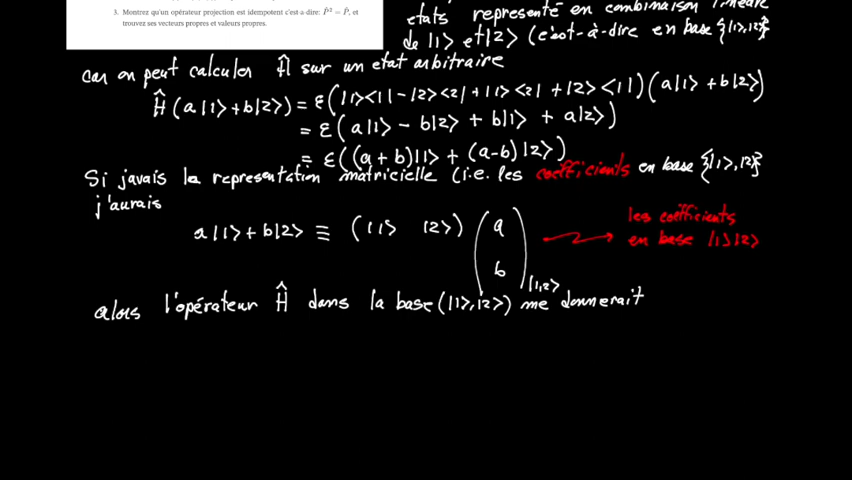 3. Montrez qu'un opérateur projection est idempotent c'est a dire: P̂² = P̂, et
trouvez ses vecteurs propres et valeurs propres.
etats representé en combinaison linéaire
de |1> et |2> (c'est-à-dire en base {|1>,|2>}
car on peut calculer Ĥ sur un etat arbitraire
Ĥ(a|1>+b|2>) = ε(|1><1|-|2><2|+|1><2|+|2><1|)(a|1>+b|2>)
= ε(a|1> - b|2> + b|1> + a|2>)
= ε((a+b)|1> + (a-b)|2>)
Si javais la representation matricielle (i.e. les coefficients en base {|1>,|2>}
j'aurais
a|1>+b|2> ≡ (|1> |2>) (a b)|1,2>
les coefficients
en base |1>|2>
alors l'opérateur Ĥ dans la base (|1>,|2>) me donnerait